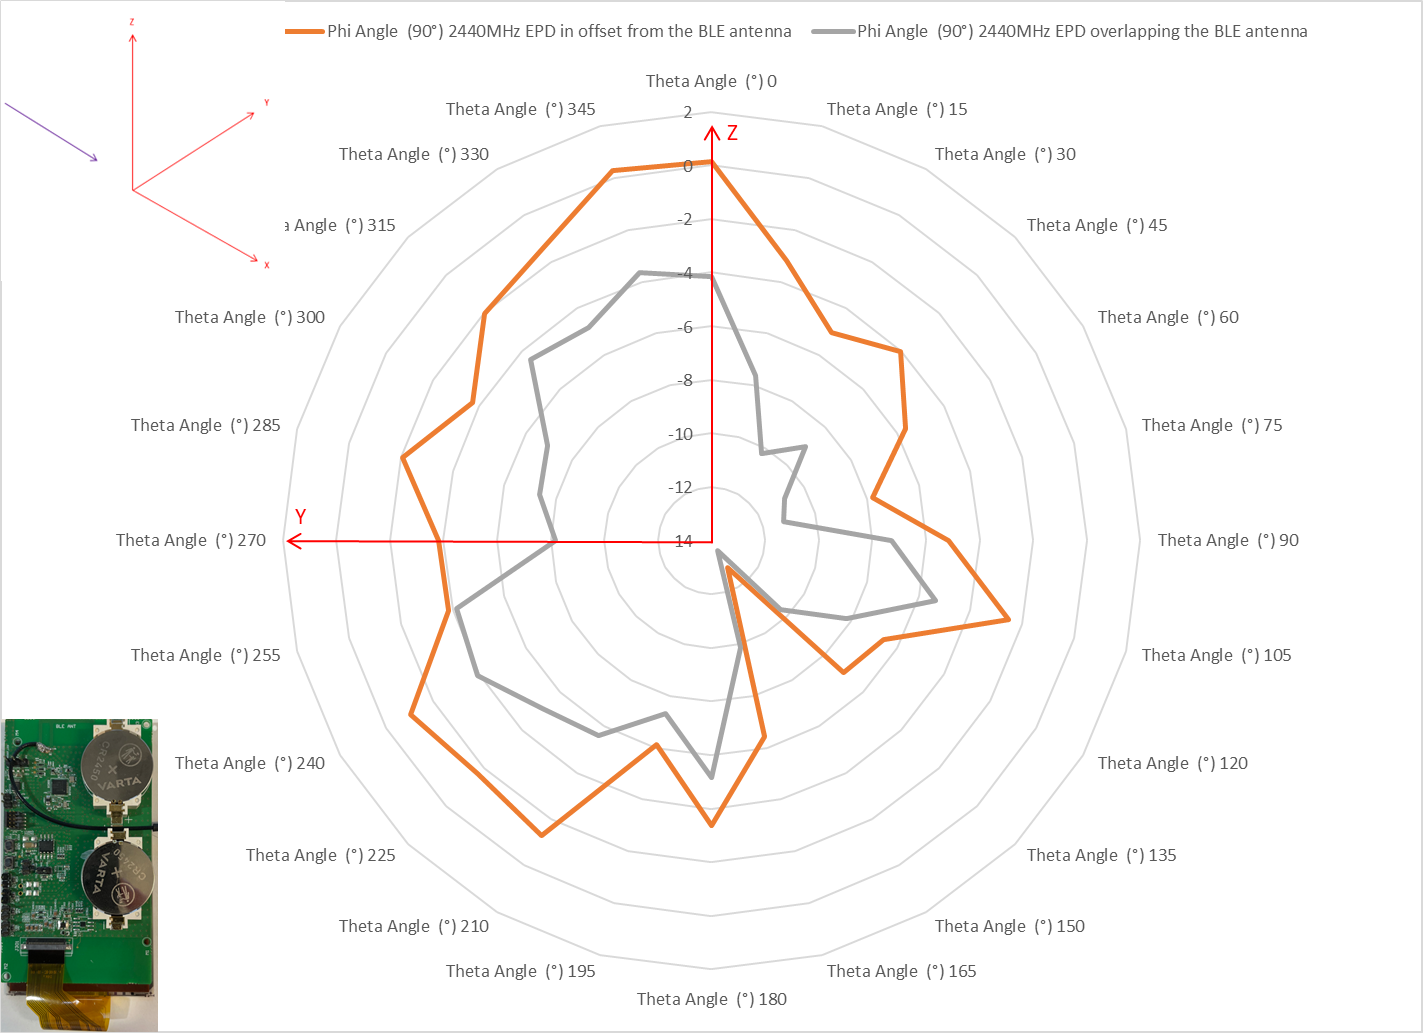 Phi Angle (90°) 2440MHz EPD in offset from the BLE antenna
Phi Angle (90°) 2440MHz EPD overlapping the BLE antenna
Z
Y
X
Theta Angle (°) 0
Theta Angle (°) 15
Theta Angle (°) 30
Theta Angle (°) 45
Theta Angle (°) 60
Theta Angle (°) 75
Theta Angle (°) 90
Theta Angle (°) 105
Theta Angle (°) 120
Theta Angle (°) 135
Theta Angle (°) 150
Theta Angle (°) 165
Theta Angle (°) 180
Theta Angle (°) 195
Theta Angle (°) 210
Theta Angle (°) 225
Theta Angle (°) 240
Theta Angle (°) 255
Theta Angle (°) 270
Theta Angle (°) 285
Theta Angle (°) 300
a Angle (°) 315
Theta Angle (°) 330
Theta Angle (°) 345
2
0
-2
-4
-6
-8
-10
-12
14
Z
Y
BLE ANT
CR2450
VARTA
CR2450
VARTA